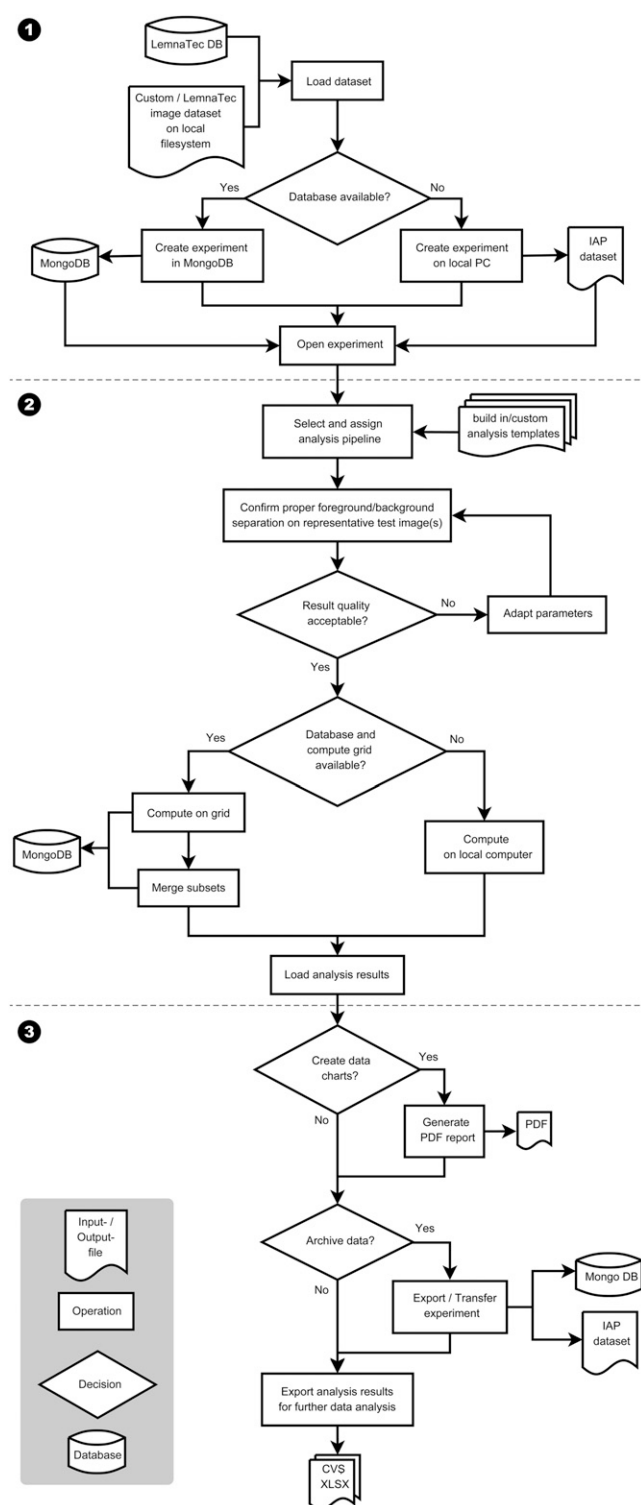 1
LemnaTec DB
Load dataset
Custom / LemnaTec
image dataset
on local
filesystem
Database available?
Yes
No
MongoDB
Create experiment
in MongoDB
Create experiment
on local PC
IAP
dataset
Open experiment
2
Select and assign
analysis pipeline
build in/custom
analysis templates
Confirm proper foreground/background
separation on representative test image(s)
Result quality
acceptable?
No
Adapt parameters
Yes
Database and
compute grid
available?
Yes
No
Compute on grid
MongoDB
Merge subsets
Compute
on local computer
Load analysis results
3
Create data
charts?
Yes
No
Generate
PDF report
PDF
Archive data?
Yes
No
Export / Transfer
experiment
Mongo DB
IAP
dataset
Export analysis results
for further data analysis
CVS
XLSX
Input- /
Output-
file
Operation
Decision
Database